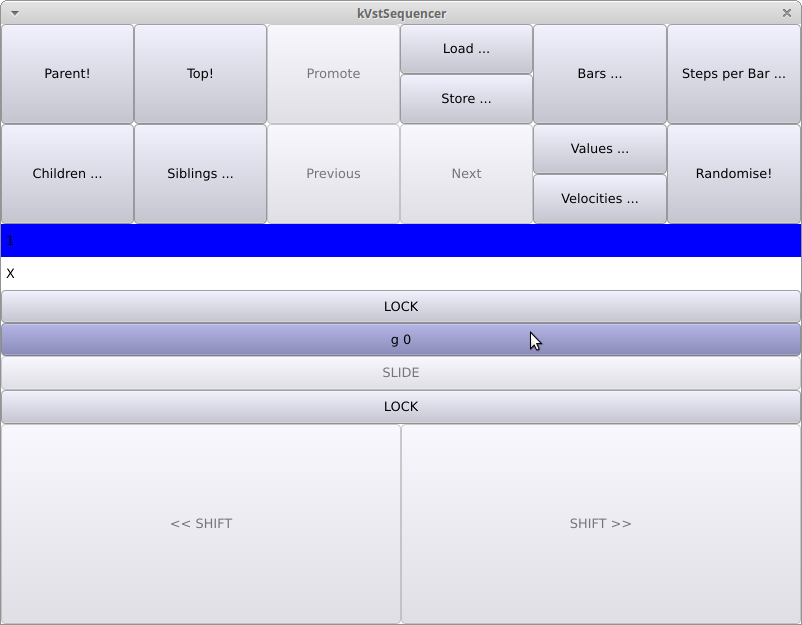 kVstSequencer
Parent!
Top!
Promote
Load ...
Store ...
Bars ...
Steps per Bar ...
Children ...
Siblings ...
Previous
Next
Values ...
Velocities ...
Randomise!
1
X
LOCK
g 0
SLIDE
LOCK
<< SHIFT
SHIFT >>